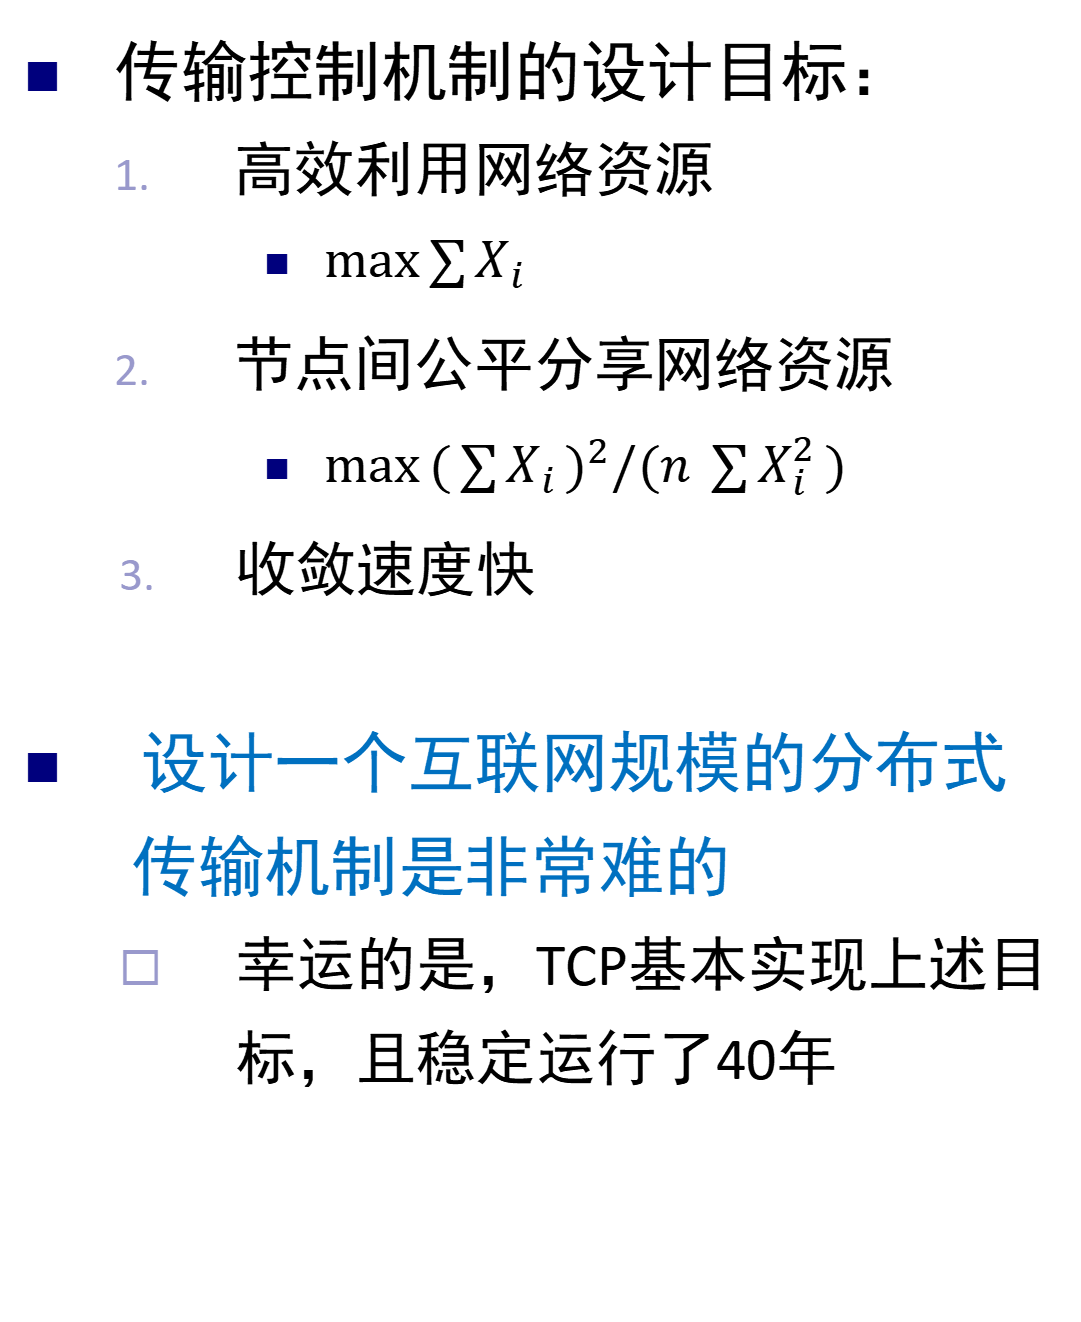 ■ 传输控制机制的设计目标：
1. 高效利用网络资源
■ max ∑ Xᵢ
2. 节点间公平分享网络资源
■ max (∑ Xᵢ)²/(n ∑ Xᵢ²)
3. 收敛速度快
■ 设计一个互联网规模的分布式
传输机制是非常难的
□ 幸运的是，TCP基本实现上述目
标，且稳定运行了40年